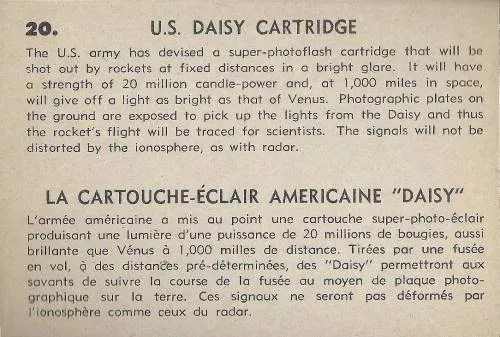 20. U.S. DAISY CARTRIDGE
The U.S. army has devised a super-photoflash cartridge that will be
shot out by rockets at fixed distances in a bright glare. It will have
a strength of 20 million candle-power and, at 1,000 miles in space,
will give off a light as bright as that of Venus. Photographic plates on
the ground are exposed to pick up the lights from the Daisy and thus
the rocket's flight will be traced for scientists. The signals will not be
distorted by the ionosphere, as with radar.
LA CARTOUCHE-ÉCLAIR AMERICAINE "DAISY"
L'armée américaine a mis au point une cartouche super-photo-éclair
produisant une lumière d'une puissance de 20 millions de bougies, aussi
brillante que Vénus à 1,000 milles de distance. Tirées par une fusée
en vol, à des distances pré-déterminées, des "Daisy" permettront aux
savants de suivre la course de la fusée au moyen de plaque photo-
graphique sur la terre. Ces signaux ne seront pas déformés par
l'ionosphère comme ceux du radar.